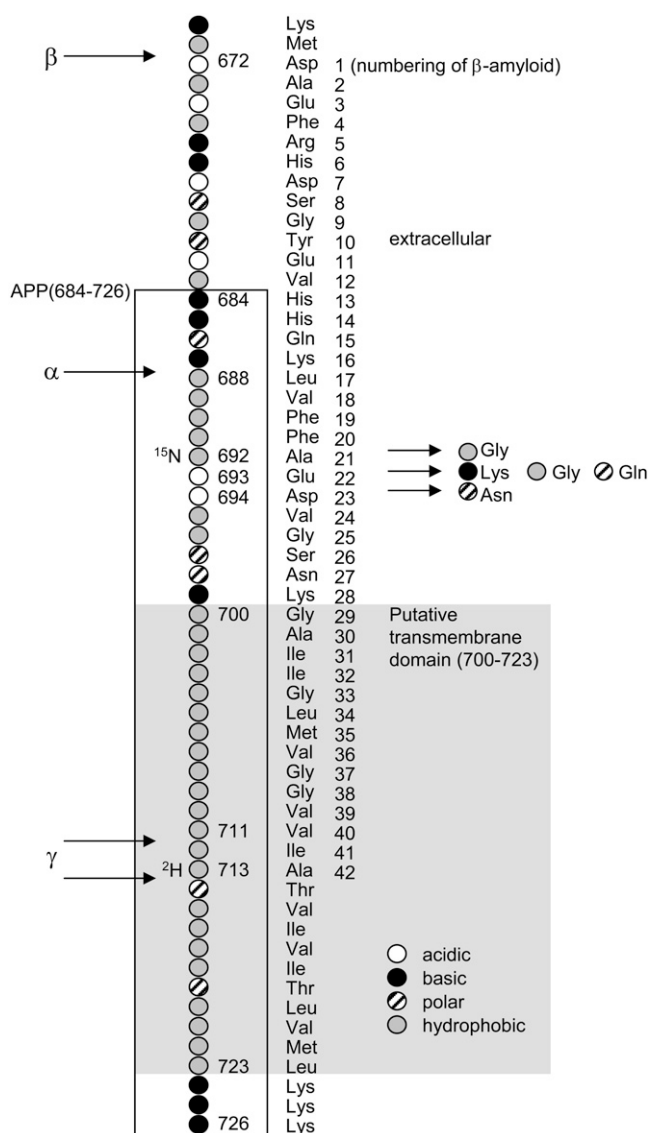 Lys
β Met
672 Asp 1 (numbering of β-amyloid)
Ala 2
Glu 3
Phe 4
Arg 5
His 6
Asp 7
Ser 8
Gly 9
Tyr 10 extracellular
Glu 11
Val 12
APP(684-726) 684 His 13
His 14
Gln 15
Lys 16
α 688 Leu 17
Val 18
Phe 19
Phe 20 Gly
15N 692 Ala 21
693 Glu 22 Lys Gly Gln
694 Asp 23 Asn
Val 24
Gly 25
Ser 26
Asn 27
Lys 28
700 Gly 29 Putative
Ala 30 transmembrane
Ile 31 domain (700-723)
Ile 32
Gly 33
Leu 34
Met 35
Val 36
Gly 37
Gly 38
Val 39
711 Val 40
γ Ile 41
2H 713 Ala 42
Thr
Val
Ile
Val acidic
Ile basic
Thr polar
Leu hydrophobic
Val
Met
723 Leu
Lys
Lys
726 Lys